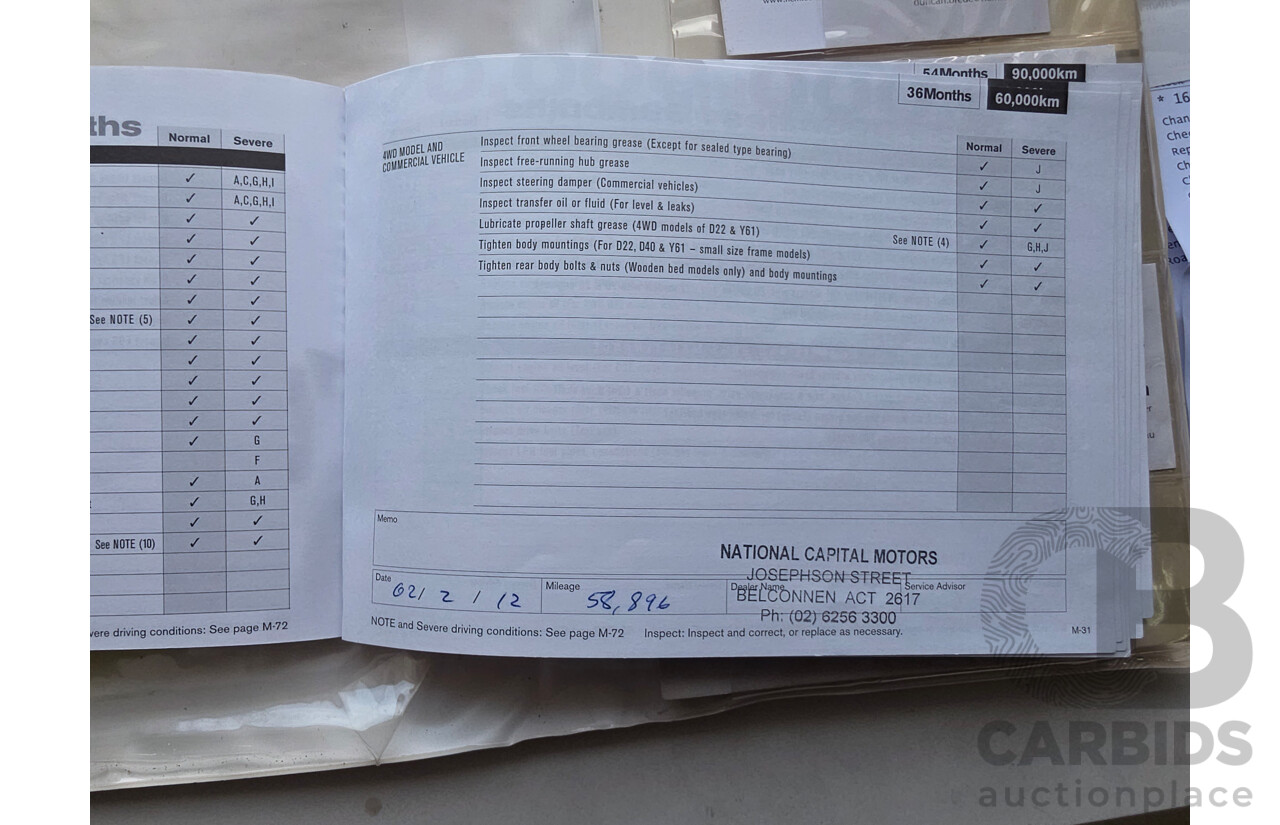 54Months 90,000km
36Months 60,000km
ths
Normal Severe
✓ A,C,G,H,I
✓ A,C,G,H,I
✓ ✓
✓ ✓
✓ ✓
✓ ✓
✓ ✓
See NOTE (5) ✓ ✓
✓ ✓
✓ ✓
✓ ✓
✓ ✓
✓ ✓
✓ G
F
✓ A
✓ G,H
✓ ✓
See NOTE (10) ✓ ✓
vere driving conditions: See page M-72
4WD MODEL AND
COMMERCIAL VEHICLE
Normal Severe
Inspect front wheel bearing grease (Except for sealed type bearing) ✓ J
Inspect free-running hub grease ✓ J
Inspect steering damper (Commercial vehicles) ✓ ✓
Inspect transfer oil or fluid (For level & leaks) ✓ ✓
Lubricate propeller shaft grease (4WD models of D22 & Y61) See NOTE (4) ✓ G,H,J
Tighten body mountings (For D22, D40 & Y61 – small size frame models) ✓ ✓
Tighten rear body bolts & nuts (Wooden bed models only) and body mountings ✓ ✓
Memo
NATIONAL CAPITAL MOTORS
JOSEPHSON STREET
BELCONNEN ACT 2617
Ph: (02) 6256 3300
Date 02/ 2 / 12
Mileage 58,896
Dealer Name
Service Advisor
NOTE and Severe driving conditions: See page M-72 Inspect: Inspect and correct, or replace as necessary.
M-31
* 16
Chan
Che
Rep
Ch
CARBIDS
auctionplace